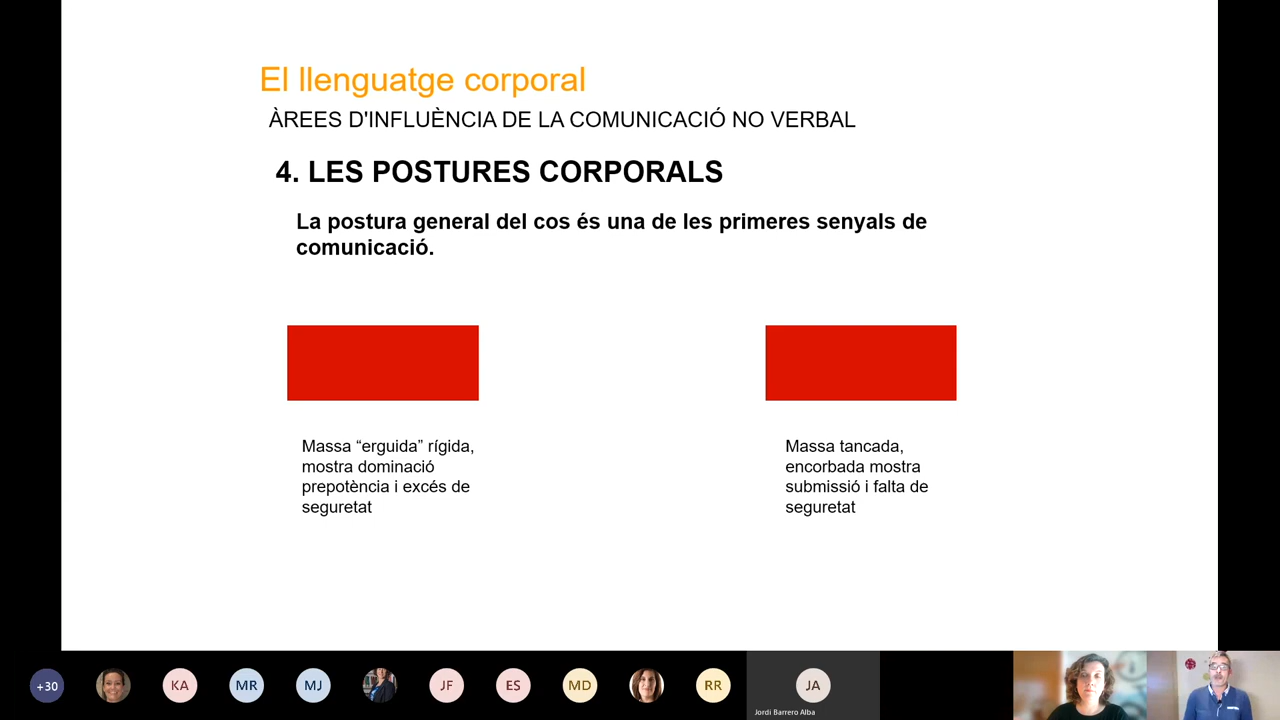 El llenguatge corporal
ÀREES D'INFLUÈNCIA DE LA COMUNICACIÓ NO VERBAL
4. LES POSTURES CORPORALS
La postura general del cos és una de les primeres senyals de
comunicació.
Massa “erguida” rígida,
mostra dominació
prepotència i excés de
seguretat
Massa tancada,
encorbada mostra
submissió i falta de
seguretat
+30
KA
MR
MJ
JF
ES
MD
RR
JA
Jordi Barrero Alba